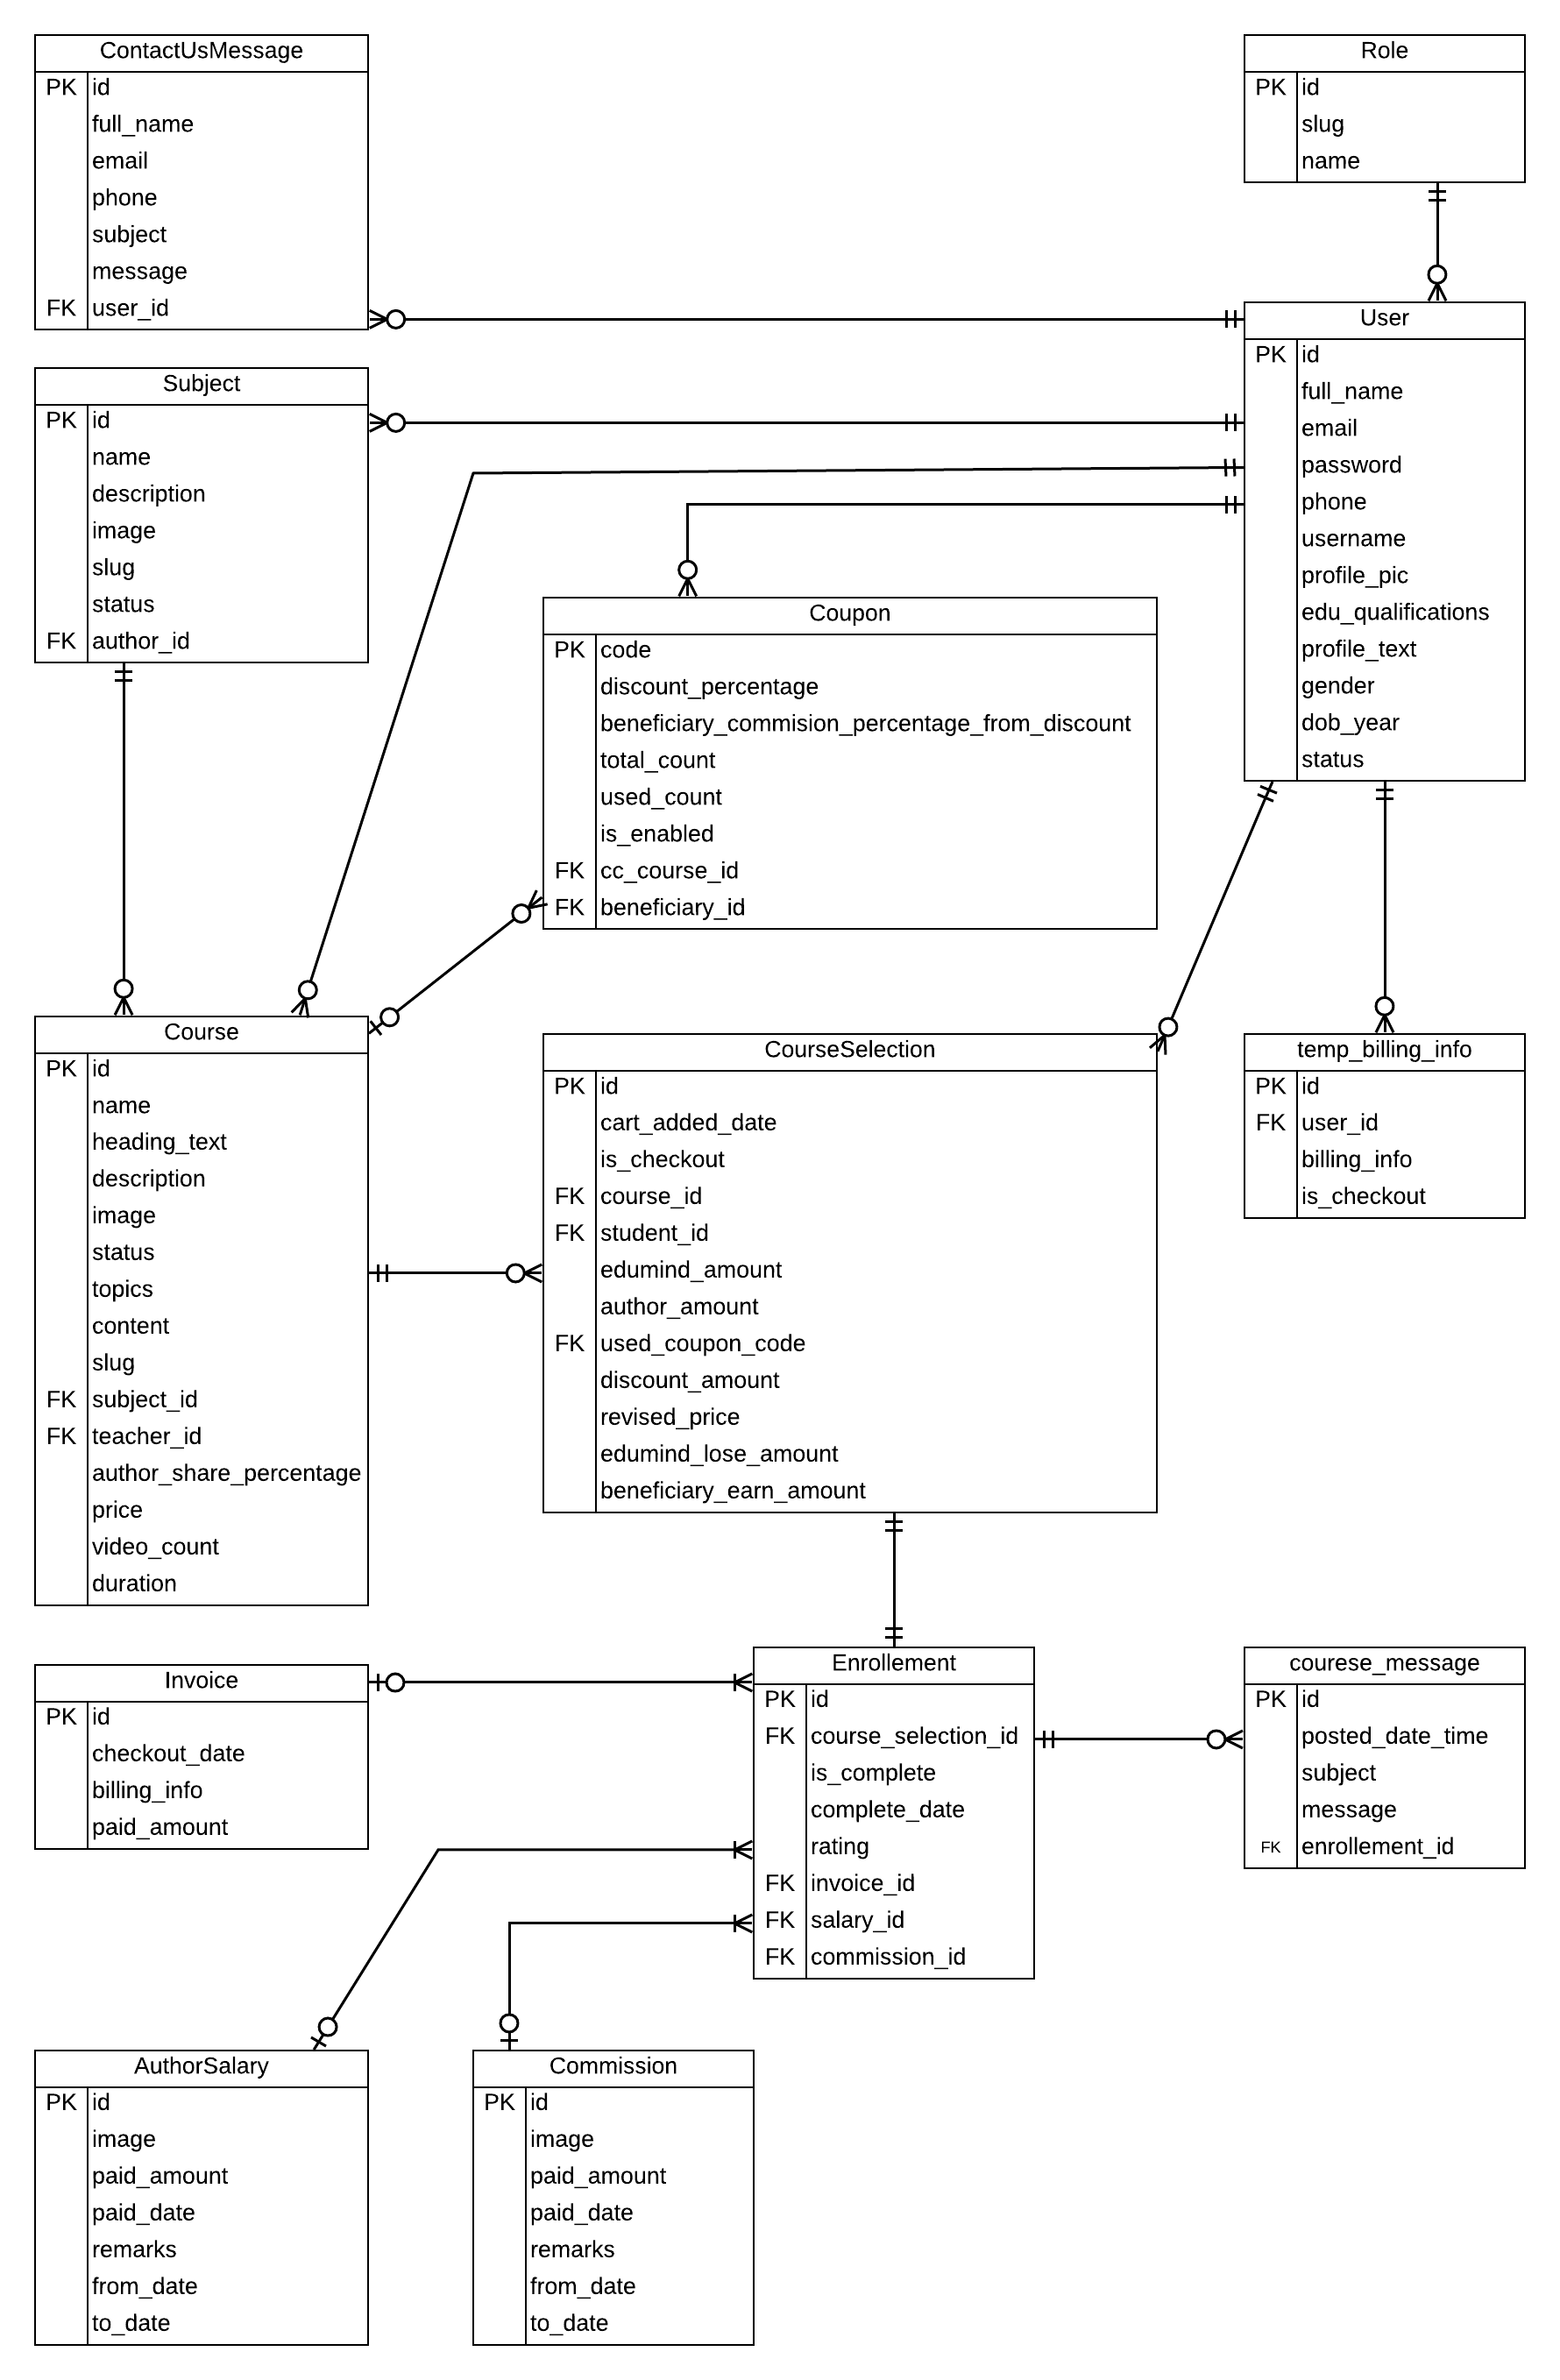 ContactUsMessage
PK id
full_name
email
phone
subject
message
FK user_id
Role
PK id
slug
name
User
PK id
full_name
email
password
phone
username
profile_pic
edu_qualifications
profile_text
gender
dob_year
status
Subject
PK id
name
description
image
slug
status
FK author_id
Coupon
PK code
discount_percentage
beneficiary_commision_percentage_from_discount
total_count
used_count
is_enabled
FK cc_course_id
FK beneficiary_id
Course
PK id
name
heading_text
description
image
status
topics
content
slug
FK subject_id
FK teacher_id
author_share_percentage
price
video_count
duration
CourseSelection
PK id
cart_added_date
is_checkout
FK course_id
FK student_id
edumind_amount
author_amount
FK used_coupon_code
discount_amount
revised_price
edumind_lose_amount
beneficiary_earn_amount
temp_billing_info
PK id
FK user_id
billing_info
is_checkout
Invoice
PK id
checkout_date
billing_info
paid_amount
Enrollement
PK id
FK course_selection_id
is_complete
complete_date
rating
FK invoice_id
FK salary_id
FK commission_id
courese_message
PK id
posted_date_time
subject
message
FK enrollement_id
AuthorSalary
PK id
image
paid_amount
paid_date
remarks
from_date
to_date
Commission
PK id
image
paid_amount
paid_date
remarks
from_date
to_date